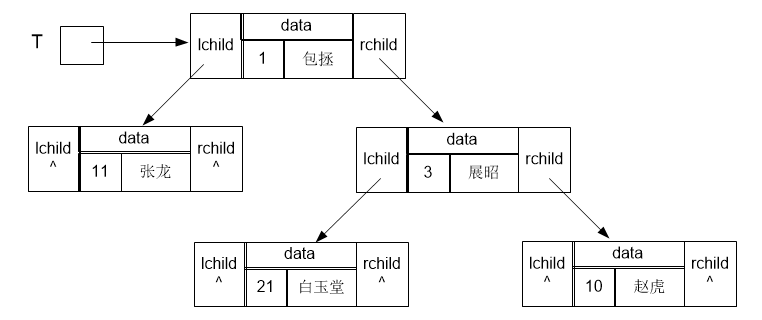 T
lchild
data
1 包拯
rchild
lchild
^
data
11 张龙
rchild
^
lchild
data
3 展昭
rchild
lchild
^
data
21 白玉堂
rchild
^
lchild
^
data
10 赵虎
rchild
^